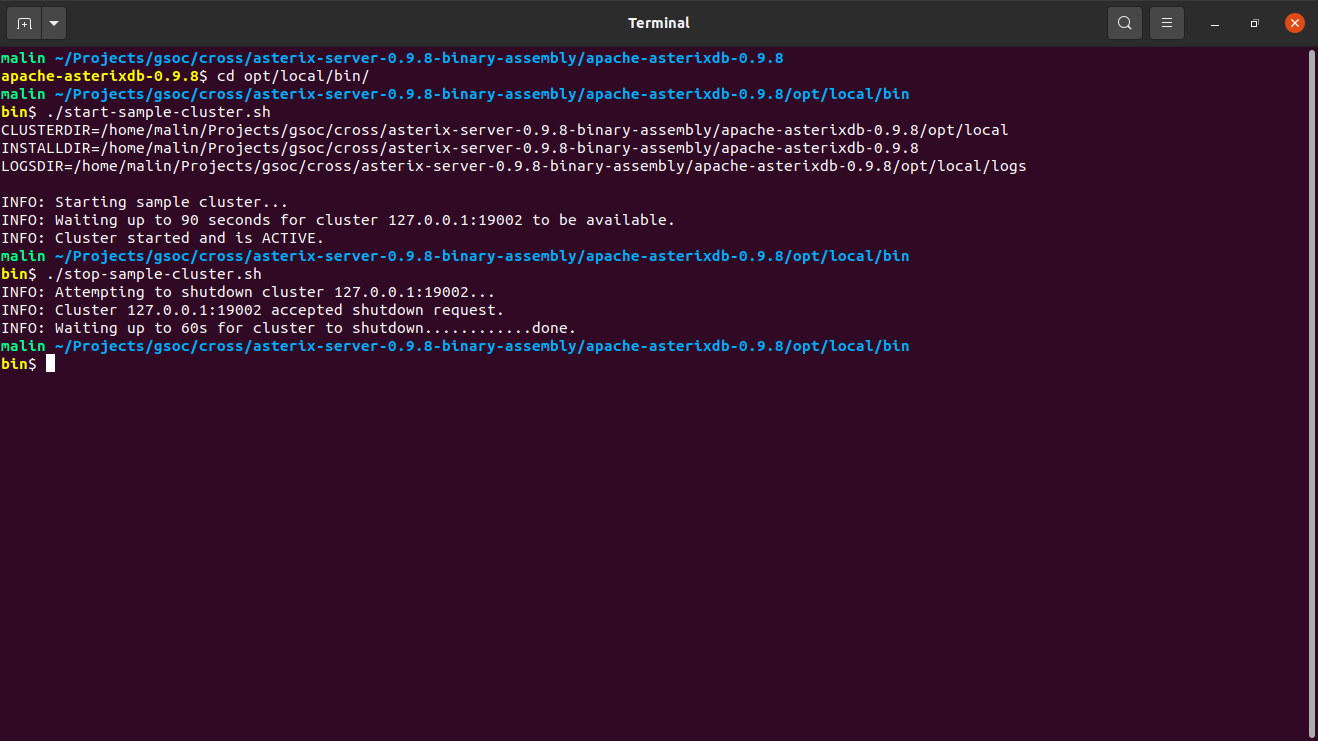 Terminal
malin ~/Projects/gsoc/cross/asterix-server-0.9.8-binary-assembly/apache-asterixdb-0.9.8
apache-asterixdb-0.9.8$ cd opt/local/bin/
malin ~/Projects/gsoc/cross/asterix-server-0.9.8-binary-assembly/apache-asterixdb-0.9.8/opt/local/bin
bin$ ./start-sample-cluster.sh
CLUSTERDIR=/home/malin/Projects/gsoc/cross/asterix-server-0.9.8-binary-assembly/apache-asterixdb-0.9.8/opt/local
INSTALLDIR=/home/malin/Projects/gsoc/cross/asterix-server-0.9.8-binary-assembly/apache-asterixdb-0.9.8
LOGSDIR=/home/malin/Projects/gsoc/cross/asterix-server-0.9.8-binary-assembly/apache-asterixdb-0.9.8/opt/local/logs
INFO: Starting sample cluster...
INFO: Waiting up to 90 seconds for cluster 127.0.0.1:19002 to be available.
INFO: Cluster started and is ACTIVE.
malin ~/Projects/gsoc/cross/asterix-server-0.9.8-binary-assembly/apache-asterixdb-0.9.8/opt/local/bin
bin$ ./stop-sample-cluster.sh
INFO: Attempting to shutdown cluster 127.0.0.1:19002...
INFO: Cluster 127.0.0.1:19002 accepted shutdown request.
INFO: Waiting up to 60s for cluster to shutdown............done.
malin ~/Projects/gsoc/cross/asterix-server-0.9.8-binary-assembly/apache-asterixdb-0.9.8/opt/local/bin
bin$